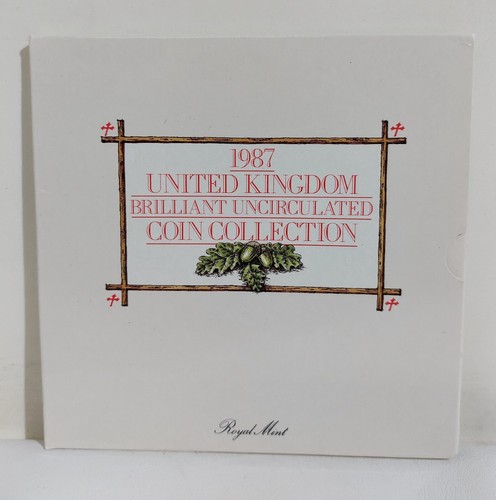 1987
UNITED KINGDOM
BRILLIANT UNCIRCULATED
COIN COLLECTION
Royal Mint